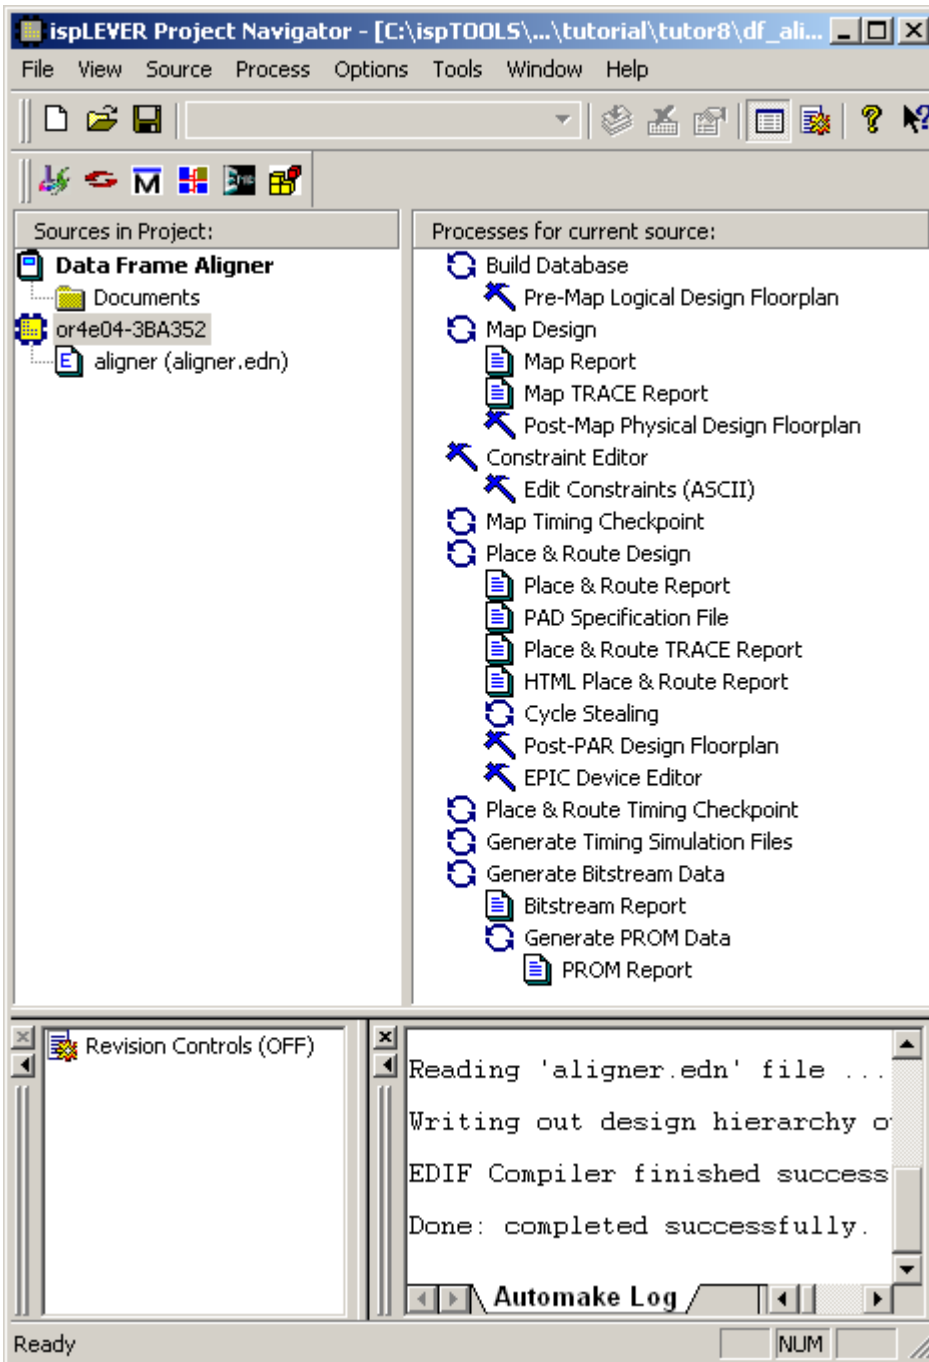 ispLEVER Project Navigator - [C:\ispTOOLS\...\tutorial\tutor8\df_ali...
File View Source Process Options Tools Window Help
Sources in Project:
Data Frame Aligner
Documents
or4e04-3BA352
aligner (aligner.edn)
Processes for current source:
Build Database
Pre-Map Logical Design Floorplan
Map Design
Map Report
Map TRACE Report
Post-Map Physical Design Floorplan
Constraint Editor
Edit Constraints (ASCII)
Map Timing Checkpoint
Place & Route Design
Place & Route Report
PAD Specification File
Place & Route TRACE Report
HTML Place & Route Report
Cycle Stealing
Post-PAR Design Floorplan
EPIC Device Editor
Place & Route Timing Checkpoint
Generate Timing Simulation Files
Generate Bitstream Data
Bitstream Report
Generate PROM Data
PROM Report
Revision Controls (OFF)
Reading 'aligner.edn' file ...
Writing out design hierarchy o
EDIF Compiler finished success
Done: completed successfully.
Automake Log
Ready
NUM